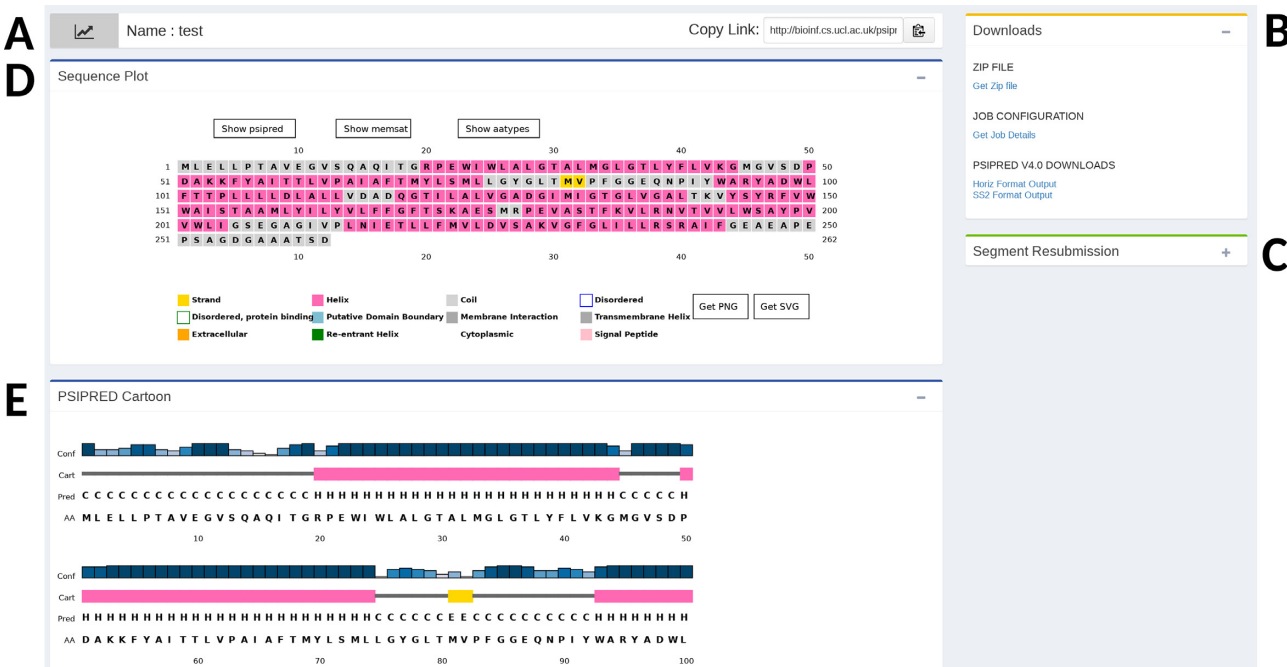 A
Name : test
Copy Link: http://bioinf.cs.ucl.ac.uk/psipr
D
Sequence Plot
Show psipred Show memsat Show aatypes
10 20 30 40 50
1 M L E L L P T A V E G V S Q A Q I T G R P E W I W L A L G T A L M G L G T L Y F L V K G M G V S D P 50
51 D A K K F Y A I T T L V P A I A F T M Y L S M L L G Y G L T M V P F G G E Q N P I Y W A R Y A D W L 100
101 F T T P L L L L D L A L L V D A D Q G T I L A L V G A D G I M I G T G L V G A L T K V Y S Y R F V W 150
151 W A I S T A A M L Y I L Y V L F F G F T S K A E S M R P E V A S T F K V L R N V T V V L W S A Y P V 200
201 V W L I G S E G A G I V P L N I E T L L F M V L D V S A K V G F G L I L L R S R A I F G E A E A P E 250
251 P S A G D G A A A T S D 262
10 20 30 40 50
Strand Helix Coil Disordered
Disordered, protein binding Putative Domain Boundary Membrane Interaction Transmembrane Helix
Extracellular Re-entrant Helix Cytoplasmic Signal Peptide
Get PNG Get SVG
E
PSIPRED Cartoon
Conf
Cart
Pred C C C C C C C C C C C C C C C C C C C H H H H H H H H H H H H H H H H H H H H H H H H H C C C C C H
AA M L E L L P T A V E G V S Q A Q I T G R P E W I W L A L G T A L M G L G T L Y F L V K G M G V S D P
10 20 30 40 50
Conf
Cart
Pred H H H H H H H H H H H H H H H H H H H H H H H H C C C C C C E E C C C C C C C C C C H H H H H H H H
AA D A K K F Y A I T T L V P A I A F T M Y L S M L L G Y G L T M V P F G G E Q N P I Y W A R Y A D W L
60 70 80 90 100
B
Downloads
ZIP FILE
Get Zip file
JOB CONFIGURATION
Get Job Details
PSIPRED V4.0 DOWNLOADS
Horiz Format Output
SS2 Format Output
C
Segment Resubmission